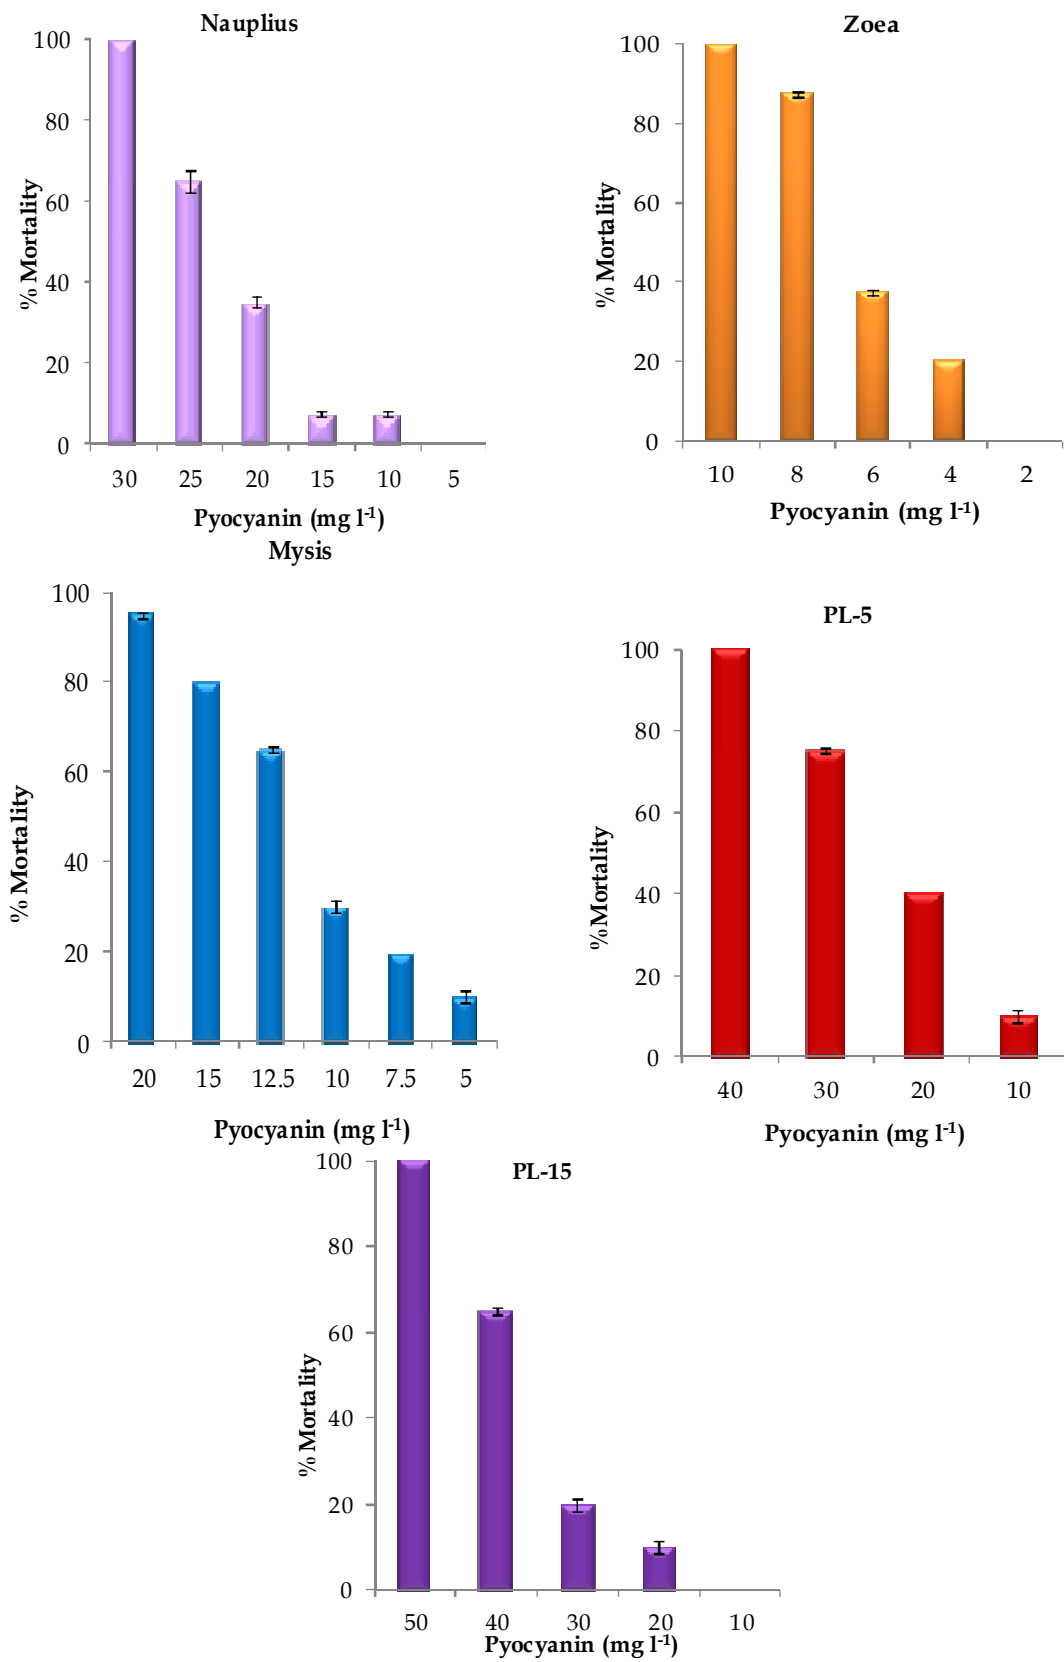 Nauplius
% Mortality
100
80
60
40
20
0
30 25 20 15 10 5
Pyocyanin (mg l-1)
Zoea
% Mortality
100
80
60
40
20
0
10 8 6 4 2
Pyocyanin (mg l-1)
Mysis
% Mortality
100
80
60
40
20
0
20 15 12.5 10 7.5 5
Pyocyanin (mg l-1)
PL-5
%Mortality
100
80
60
40
20
0
40 30 20 10
Pyocyanin (mg l-1)
PL-15
% Mortality
100
80
60
40
20
0
50 40 30 20 10
Pyocyanin (mg l-1)